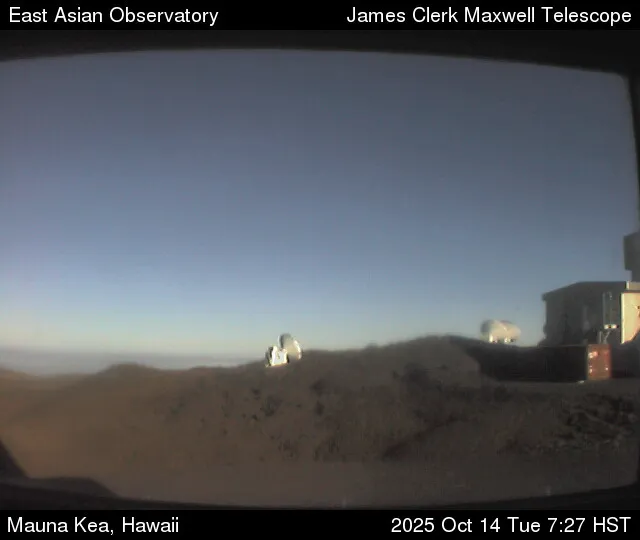 East Asian Observatory
James Clerk Maxwell Telescope
Mauna Kea, Hawaii
2025 Oct 14 Tue 7:27 HST